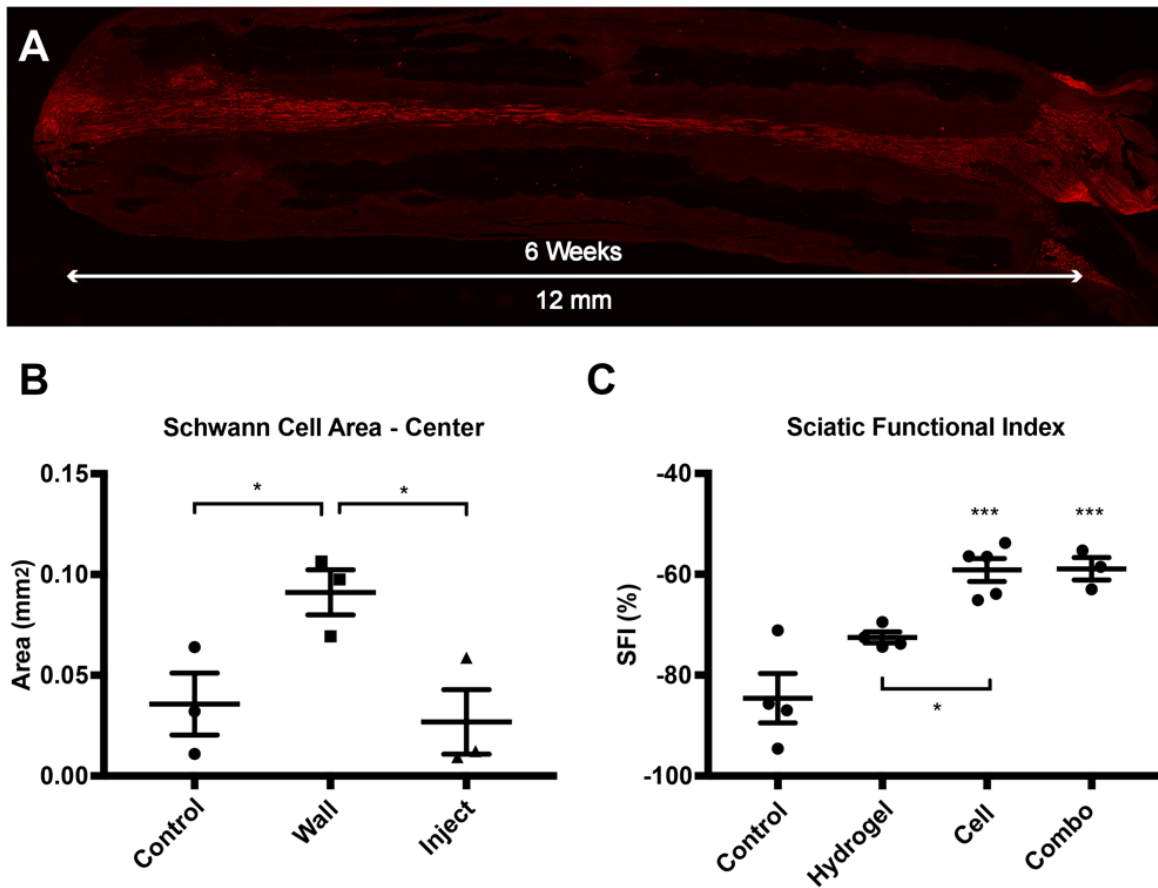 A
6 Weeks
12 mm
B
Schwann Cell Area - Center
Area (mm2)
0.15
0.10
0.05
0.00
*
*
Control
Wall
Inject
C
Sciatic Functional Index
SFI (%)
-40
-60
-80
-100
***
***
*
Control
Hydrogel
Cell
Combo